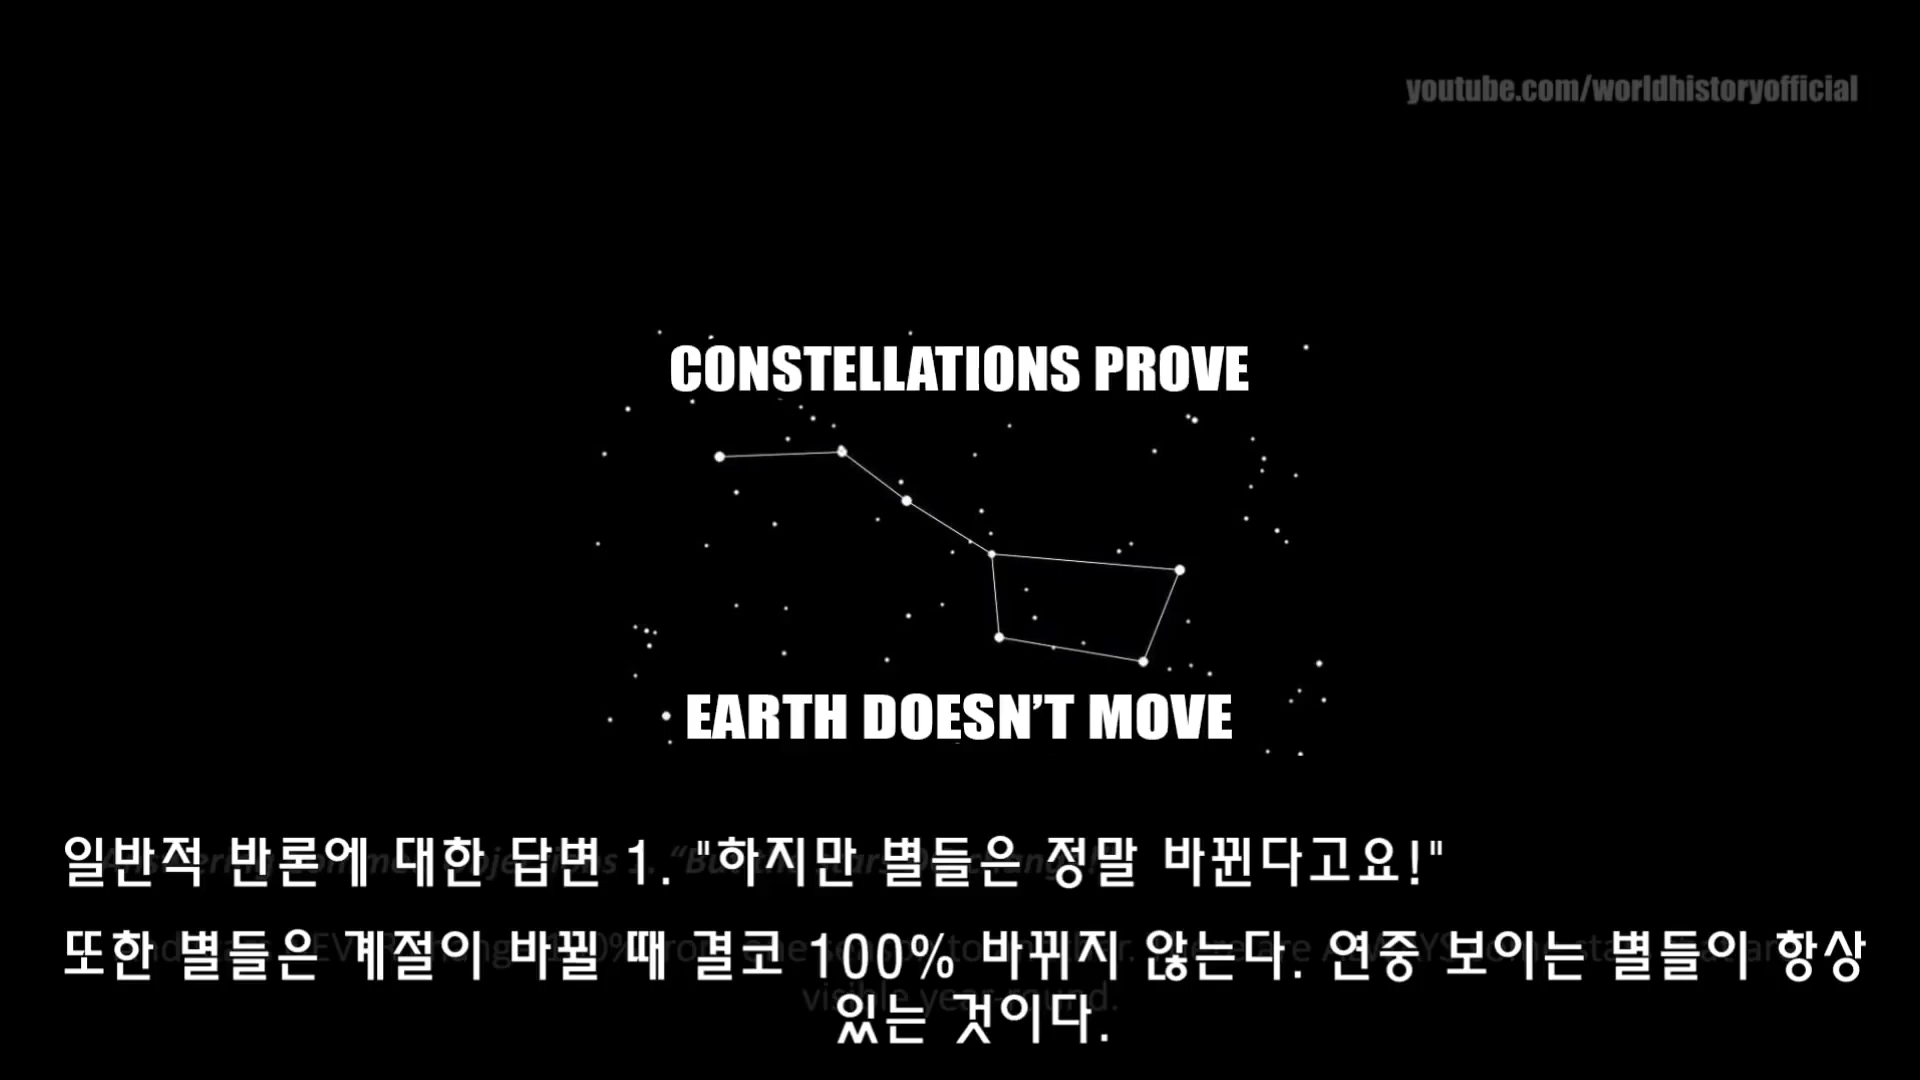 youtube.com/worldhistoryofficial
CONSTELLATIONS PROVE
EARTH DOESN'T MOVE
일반적 반론에 대한 답변 1. "하지만 별들은 정말 바뀐다고요!"
또한 별들은 계절이 바뀔 때 결코 100% 바뀌지 않는다. 연중 보이는 별들이 항상
있는 것이다.
visible year-round.